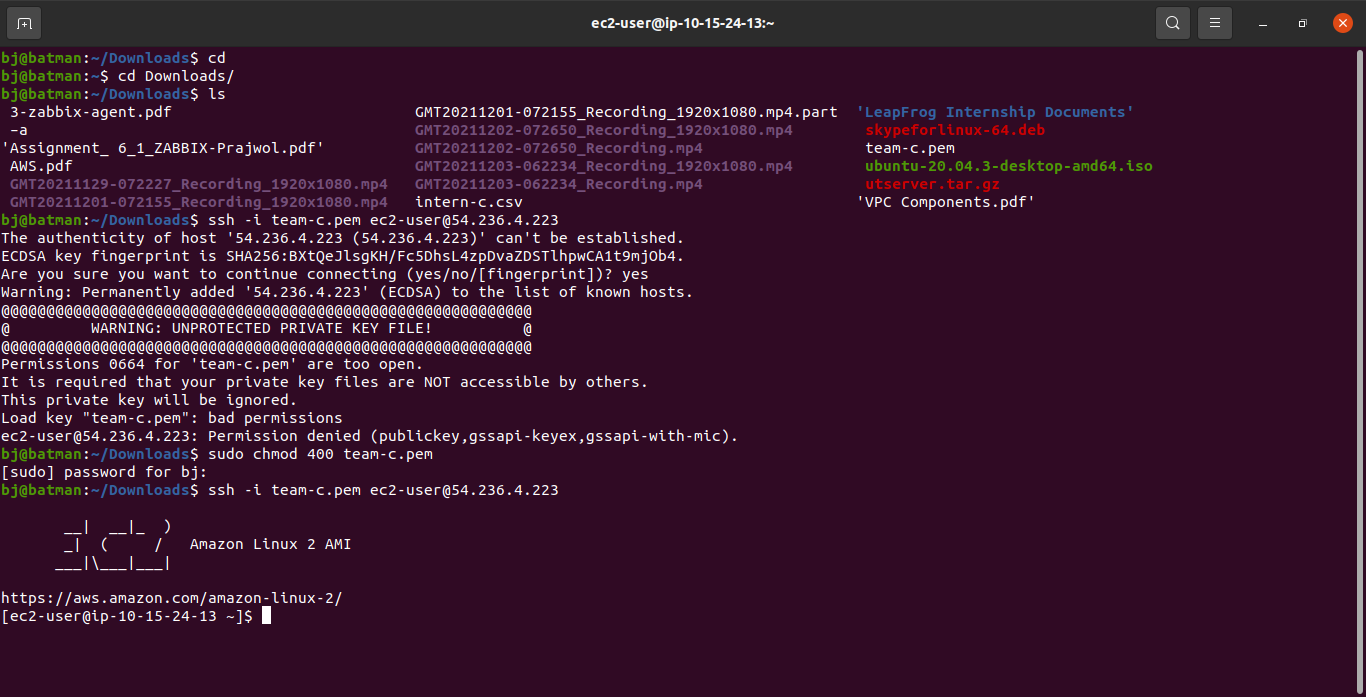 ec2-user@ip-10-15-24-13:~
bj@batman:~/Downloads$ cd
bj@batman:~$ cd Downloads/
bj@batman:~/Downloads$ ls
 3-zabbix-agent.pdf                           GMT20211201-072155_Recording_1920x1080.mp4.part  'LeapFrog Internship Documents'
 –a                                           GMT20211202-072650_Recording_1920x1080.mp4        skypeforlinux-64.deb
'Assignment_ 6_1_ZABBIX-Prajwol.pdf'          GMT20211202-072650_Recording.mp4                  team-c.pem
 AWS.pdf                                      GMT20211203-062234_Recording_1920x1080.mp4        ubuntu-20.04.3-desktop-amd64.iso
 GMT20211129-072227_Recording_1920x1080.mp4   GMT20211203-062234_Recording.mp4                  utserver.tar.gz
 GMT20211201-072155_Recording_1920x1080.mp4   intern-c.csv                                     'VPC Components.pdf'
bj@batman:~/Downloads$ ssh -i team-c.pem ec2-user@54.236.4.223
The authenticity of host '54.236.4.223 (54.236.4.223)' can't be established.
ECDSA key fingerprint is SHA256:BXtQeJlsgKH/Fc5DhsL4zpDvaZDSTlhpwCA1t9mjOb4.
Are you sure you want to continue connecting (yes/no/[fingerprint])? yes
Warning: Permanently added '54.236.4.223' (ECDSA) to the list of known hosts.
@@@@@@@@@@@@@@@@@@@@@@@@@@@@@@@@@@@@@@@@@@@@@@@@@@@@@@@@@@@
@         WARNING: UNPROTECTED PRIVATE KEY FILE!          @
@@@@@@@@@@@@@@@@@@@@@@@@@@@@@@@@@@@@@@@@@@@@@@@@@@@@@@@@@@@
Permissions 0664 for 'team-c.pem' are too open.
It is required that your private key files are NOT accessible by others.
This private key will be ignored.
Load key "team-c.pem": bad permissions
ec2-user@54.236.4.223: Permission denied (publickey,gssapi-keyex,gssapi-with-mic).
bj@batman:~/Downloads$ sudo chmod 400 team-c.pem
[sudo] password for bj:
bj@batman:~/Downloads$ ssh -i team-c.pem ec2-user@54.236.4.223
       __|  __|_  )
       _|  (     /   Amazon Linux 2 AMI
      ___|\___|___|
https://aws.amazon.com/amazon-linux-2/
[ec2-user@ip-10-15-24-13 ~]$